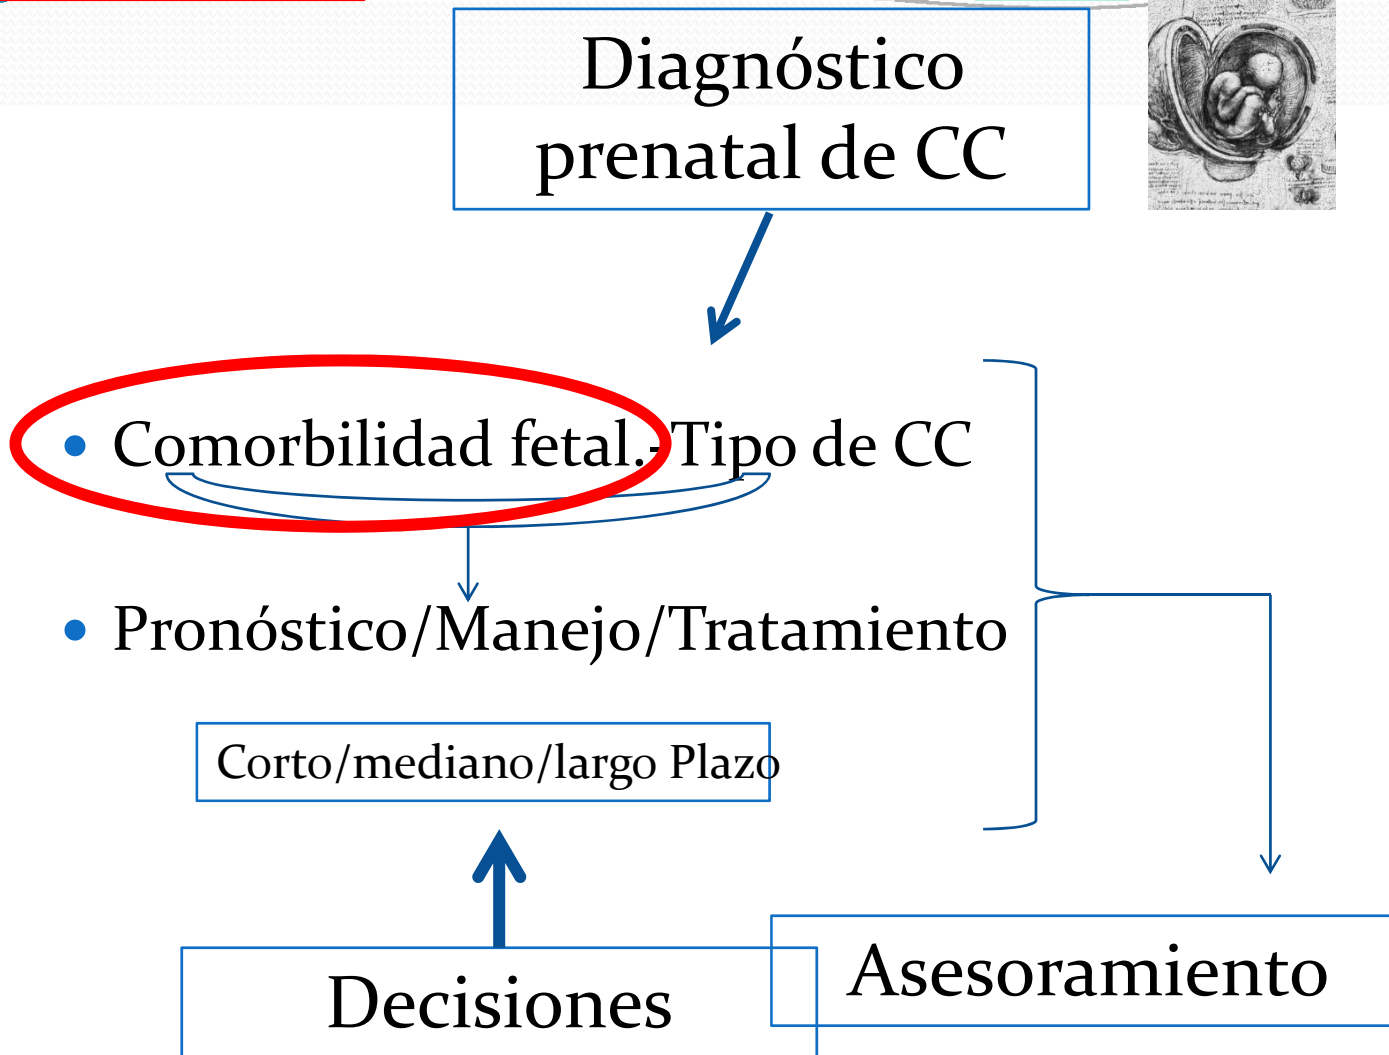 Diagnóstico
prenatal de CC
• Comorbilidad fetal.-Tipo de CC
• Pronóstico/Manejo/Tratamiento
Corto/mediano/largo Plazo
Asesoramiento
Decisiones